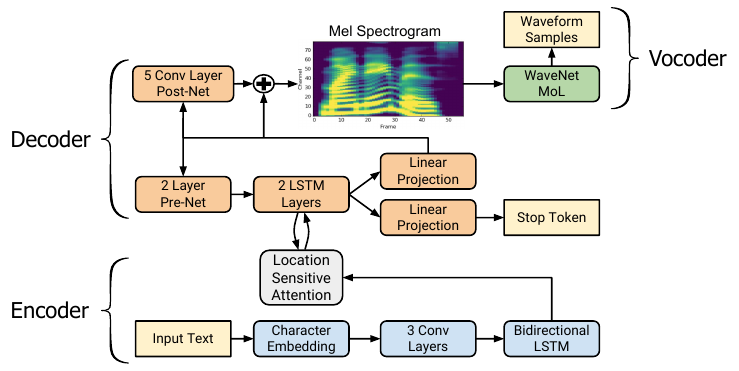 Waveform
Samples
Vocoder
Mel Spectrogram
5 Conv Layer
Post-Net
WaveNet
MoL
70
60
50
40
30
20
10
0
Channel
0
10
20
30
40
50
Frame
Decoder
Linear
Projection
2 Layer
Pre-Net
2 LSTM
Layers
Linear
Projection
Stop Token
Location
Sensitive
Attention
Encoder
Input Text
Character
Embedding
3 Conv
Layers
Bidirectional
LSTM